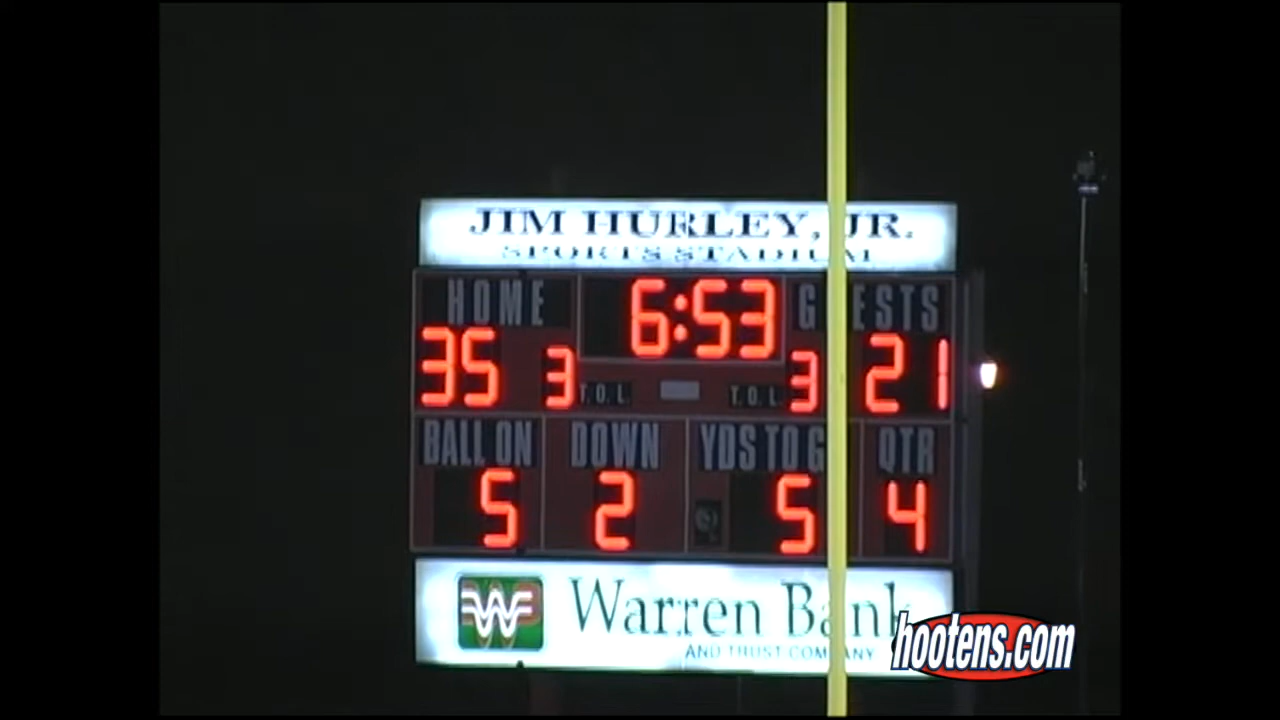 JIM HURLEY, JR.
SPORTS STADIUM
HOME 6:53 GUESTS
35 3 T.O.L. T.O.L. 3 21
BALL ON DOWN YDS TO G QTR
5 2 5 4
W Warren Bank
AND TRUST COMPANY
hootens.com